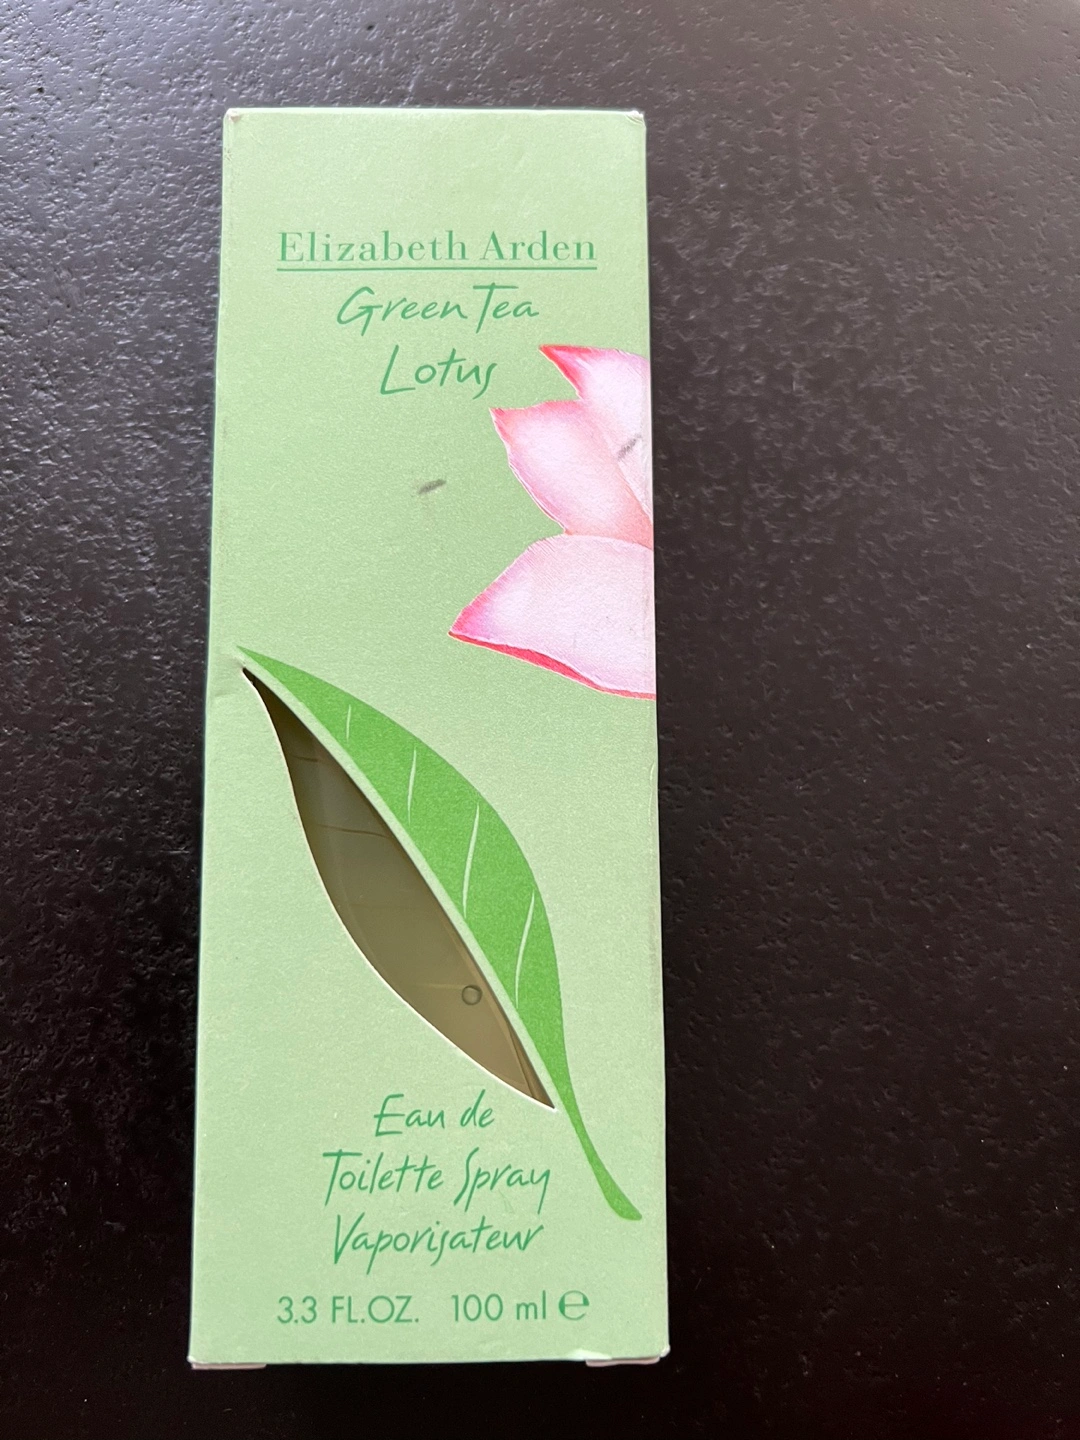 Elizabeth Arden
Green Tea
Lotus
Eau de
Toilette Spray
Vaporisateur
3.3 FL.OZ. 100 ml ℮